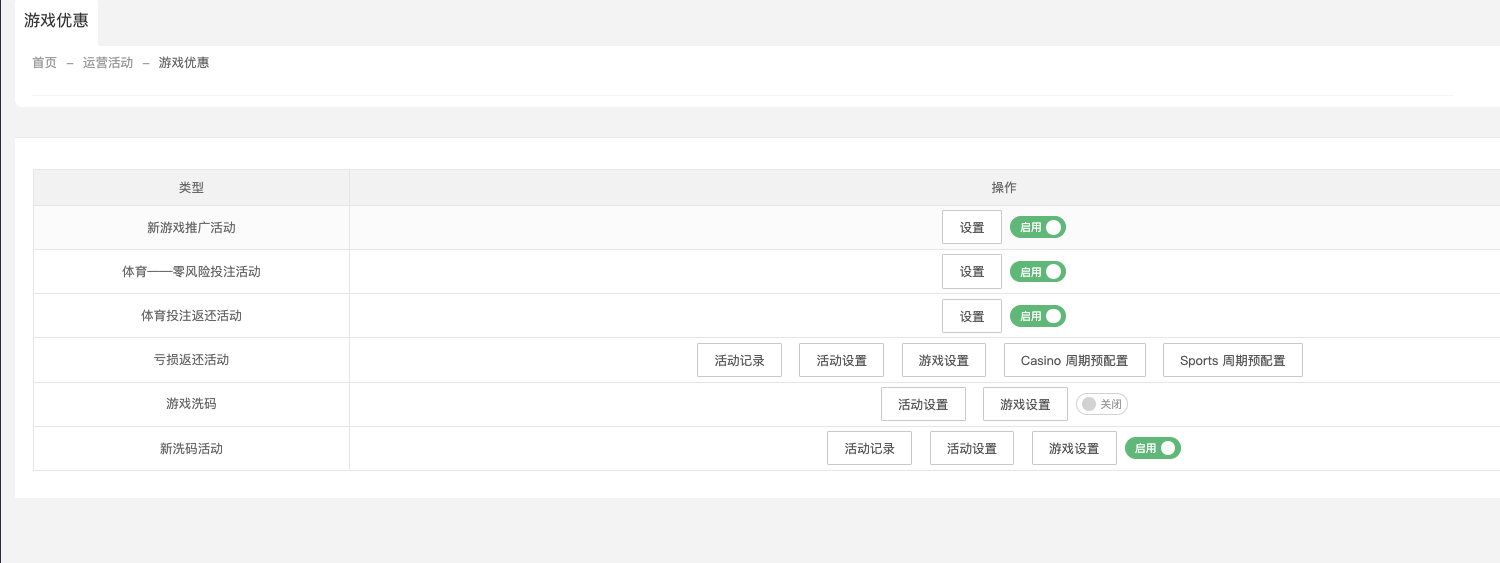 游戏优惠
首页 – 运营活动 – 游戏优惠
类型 操作
新游戏推广活动 设置 启用
体育——零风险投注活动 设置 启用
体育投注返还活动 设置 启用
亏损返还活动 活动记录 活动设置 游戏设置 Casino 周期预配置 Sports 周期预配置
游戏洗码 活动设置 游戏设置 关闭
新洗码活动 活动记录 活动设置 游戏设置 启用